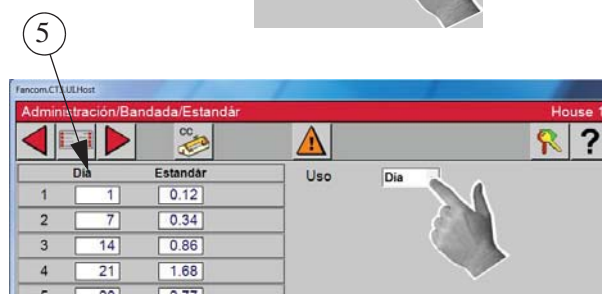 5
Fancom.CTS.ULHost
Administración/Bandada/Estandár
House 1
CC
?
Día Estandár
Uso Dia
1 1 0.12
2 7 0.34
3 14 0.86
4 21 1.68